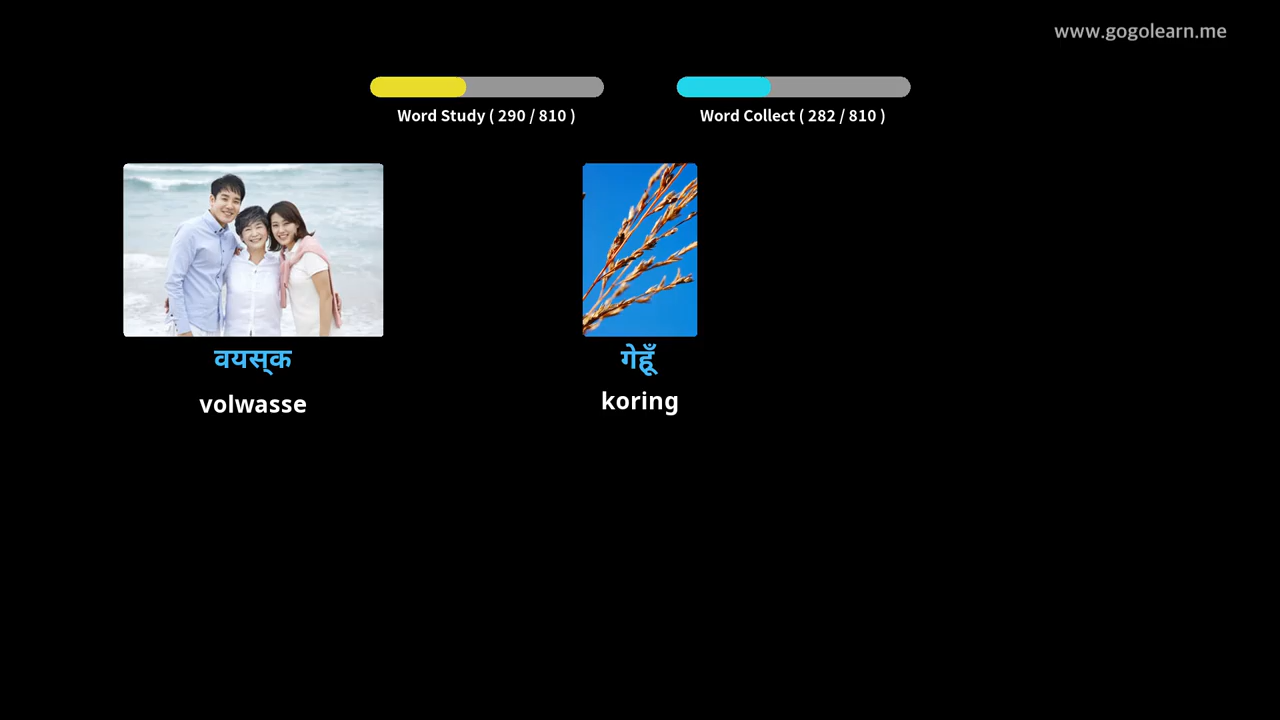 www.gogolearn.me
Word Study ( 290 / 810 )
Word Collect ( 282 / 810 )
वयस्क
volwasse
गेहूँ
koring